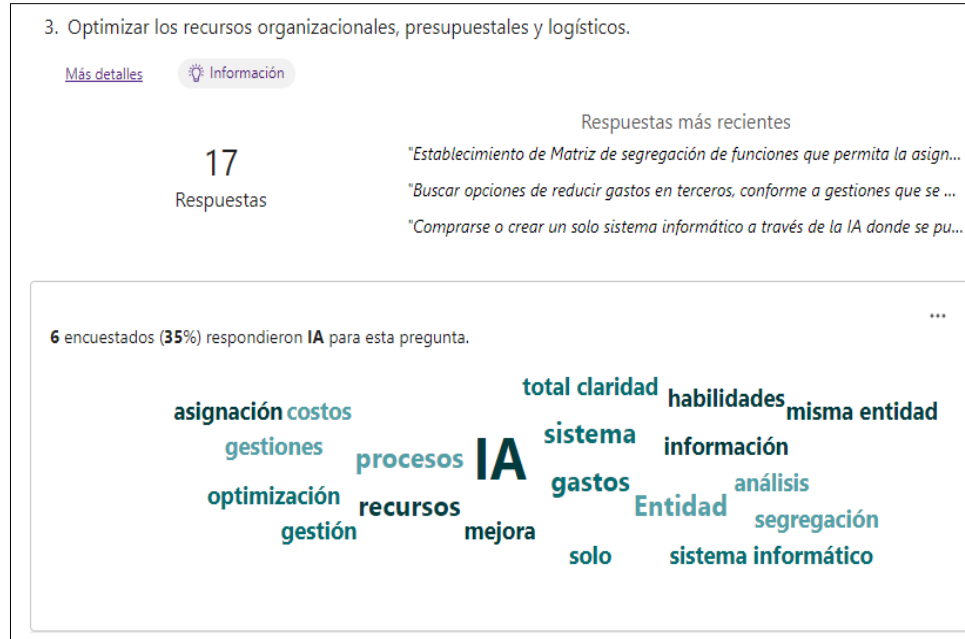 3. Optimizar los recursos organizacionales, presupuestales y logísticos.
Más detalles
Información
17
Respuestas
Respuestas más recientes
"Establecimiento de Matriz de segregación de funciones que permita la asign...
"Buscar opciones de reducir gastos en terceros, conforme a gestiones que se ...
"Comprarse o crear un solo sistema informático a través de la IA donde se pu...
...
6 encuestados (35%) respondieron IA para esta pregunta.
total claridad
habilidades
asignación costos
misma entidad
sistema
gestiones
información
procesos
IA
gastos
análisis
optimización
recursos
Entidad
segregación
gestión
mejora
solo
sistema informático